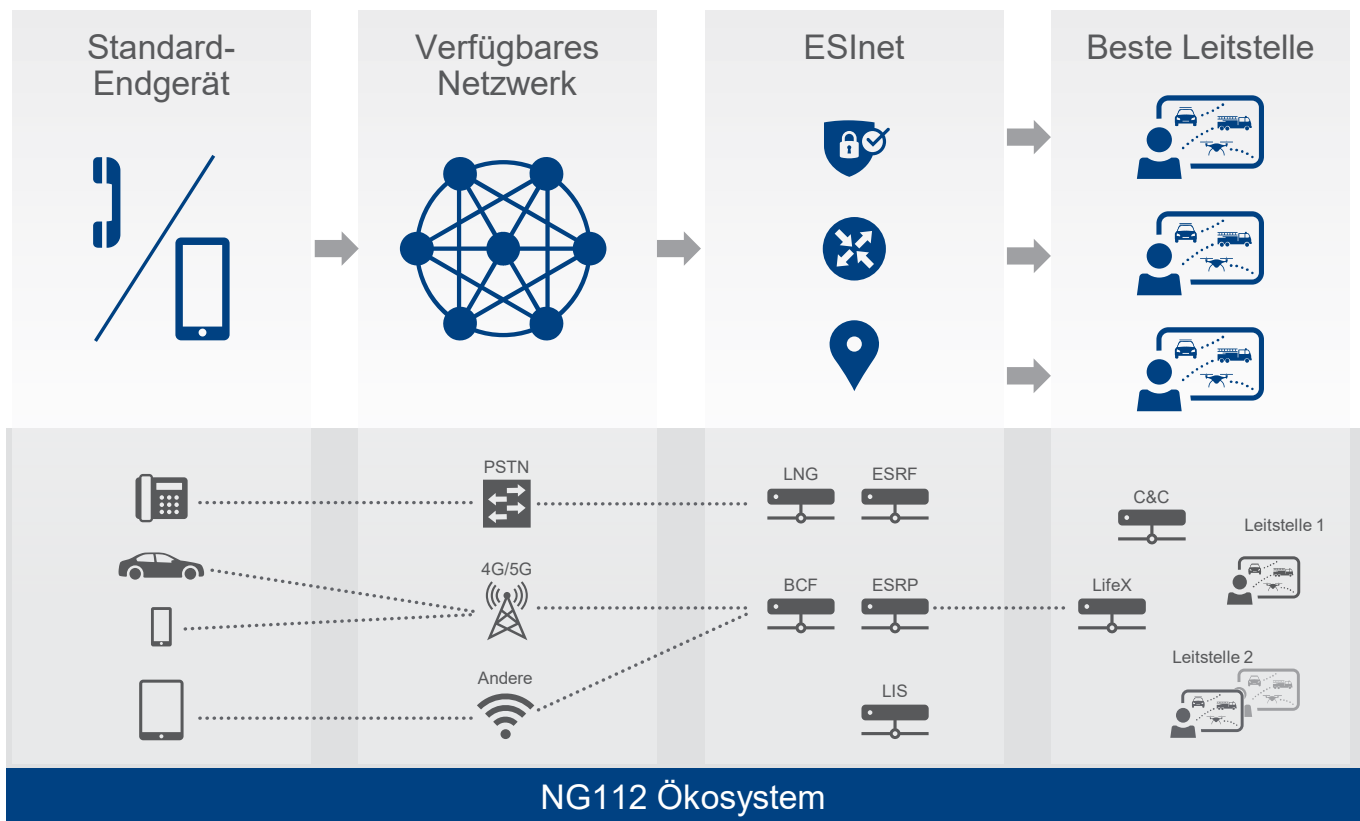 Standard-
Endgerät
Verfügbares
Netzwerk
ESInet
Beste Leitstelle
PSTN
LNG
ESRF
C&C
Leitstelle 1
4G/5G
BCF
ESRP
LifeX
Leitstelle 2
Andere
LIS
NG112 Ökosystem